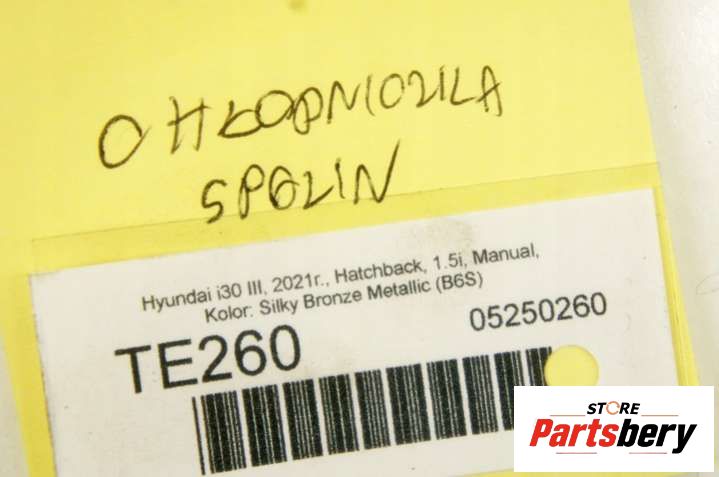 OHŁODNICZKA
SPALIN
Hyundai i30 III, 2021r., Hatchback, 1.5i, Manual,
Kolor: Silky Bronze Metallic (B6S)
TE260
05250260
STORE
Partsbery